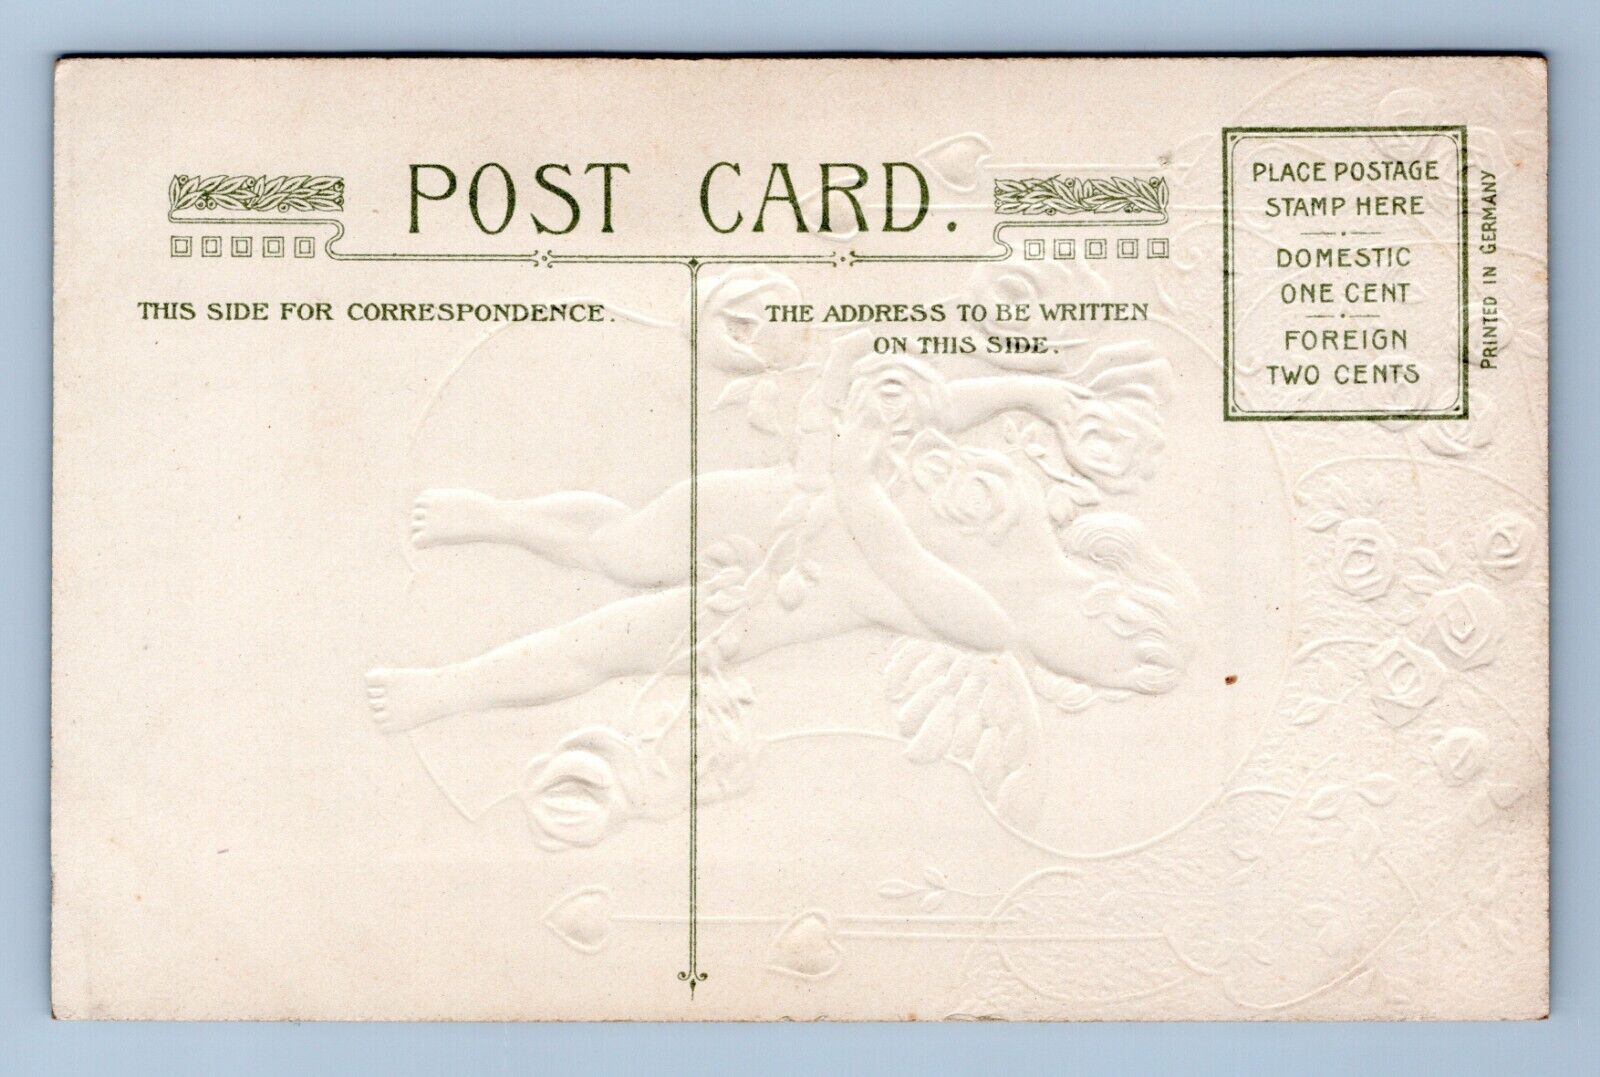 POST CARD.
THIS SIDE FOR CORRESPONDENCE.
THE ADDRESS TO BE WRITTEN
ON THIS SIDE.
PLACE POSTAGE
STAMP HERE
DOMESTIC
ONE CENT
FOREIGN
TWO CENTS
PRINTED IN GERMANY